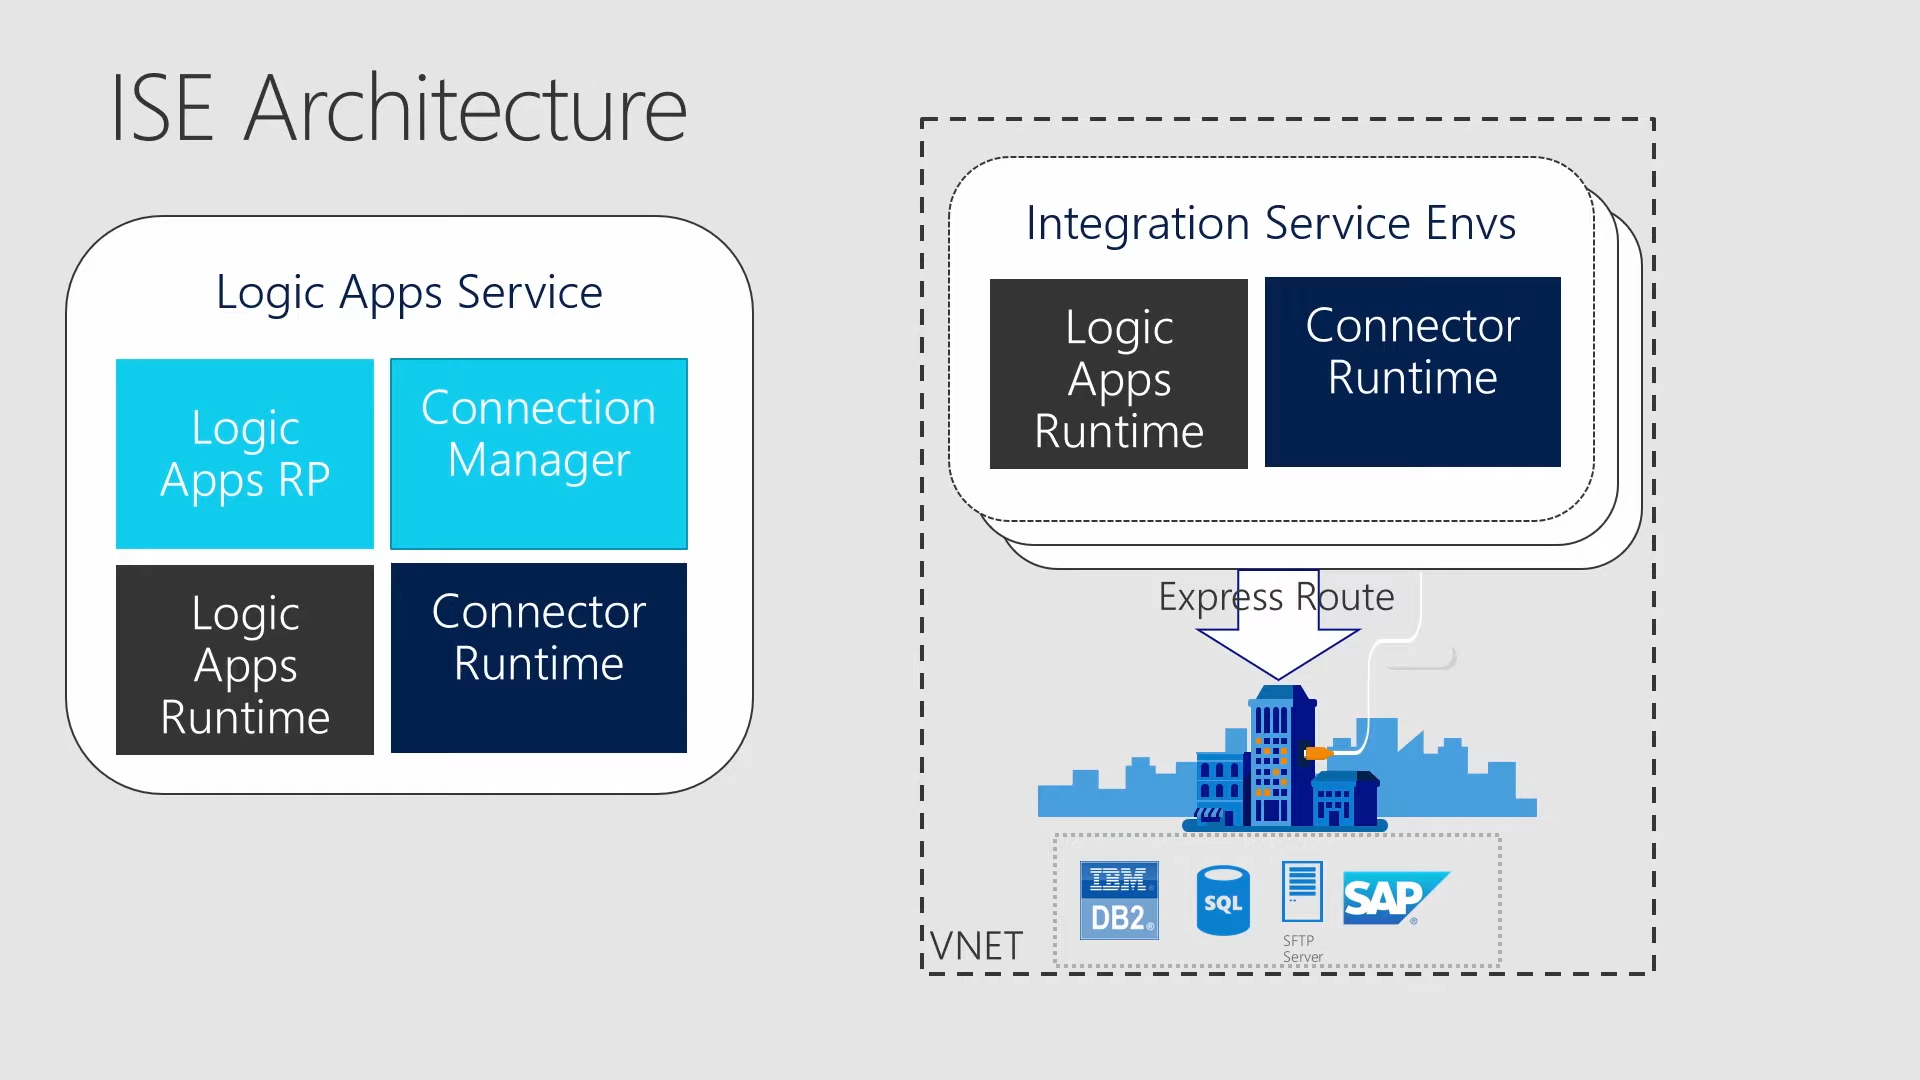 ISE Architecture
Logic Apps Service
Logic
Apps RP
Connection
Manager
Logic
Apps
Runtime
Connector
Runtime
Integration Service Envs
Logic
Apps
Runtime
Connector
Runtime
Express Route
IBM
DB2
SQL
SFTP
Server
SAP
VNET